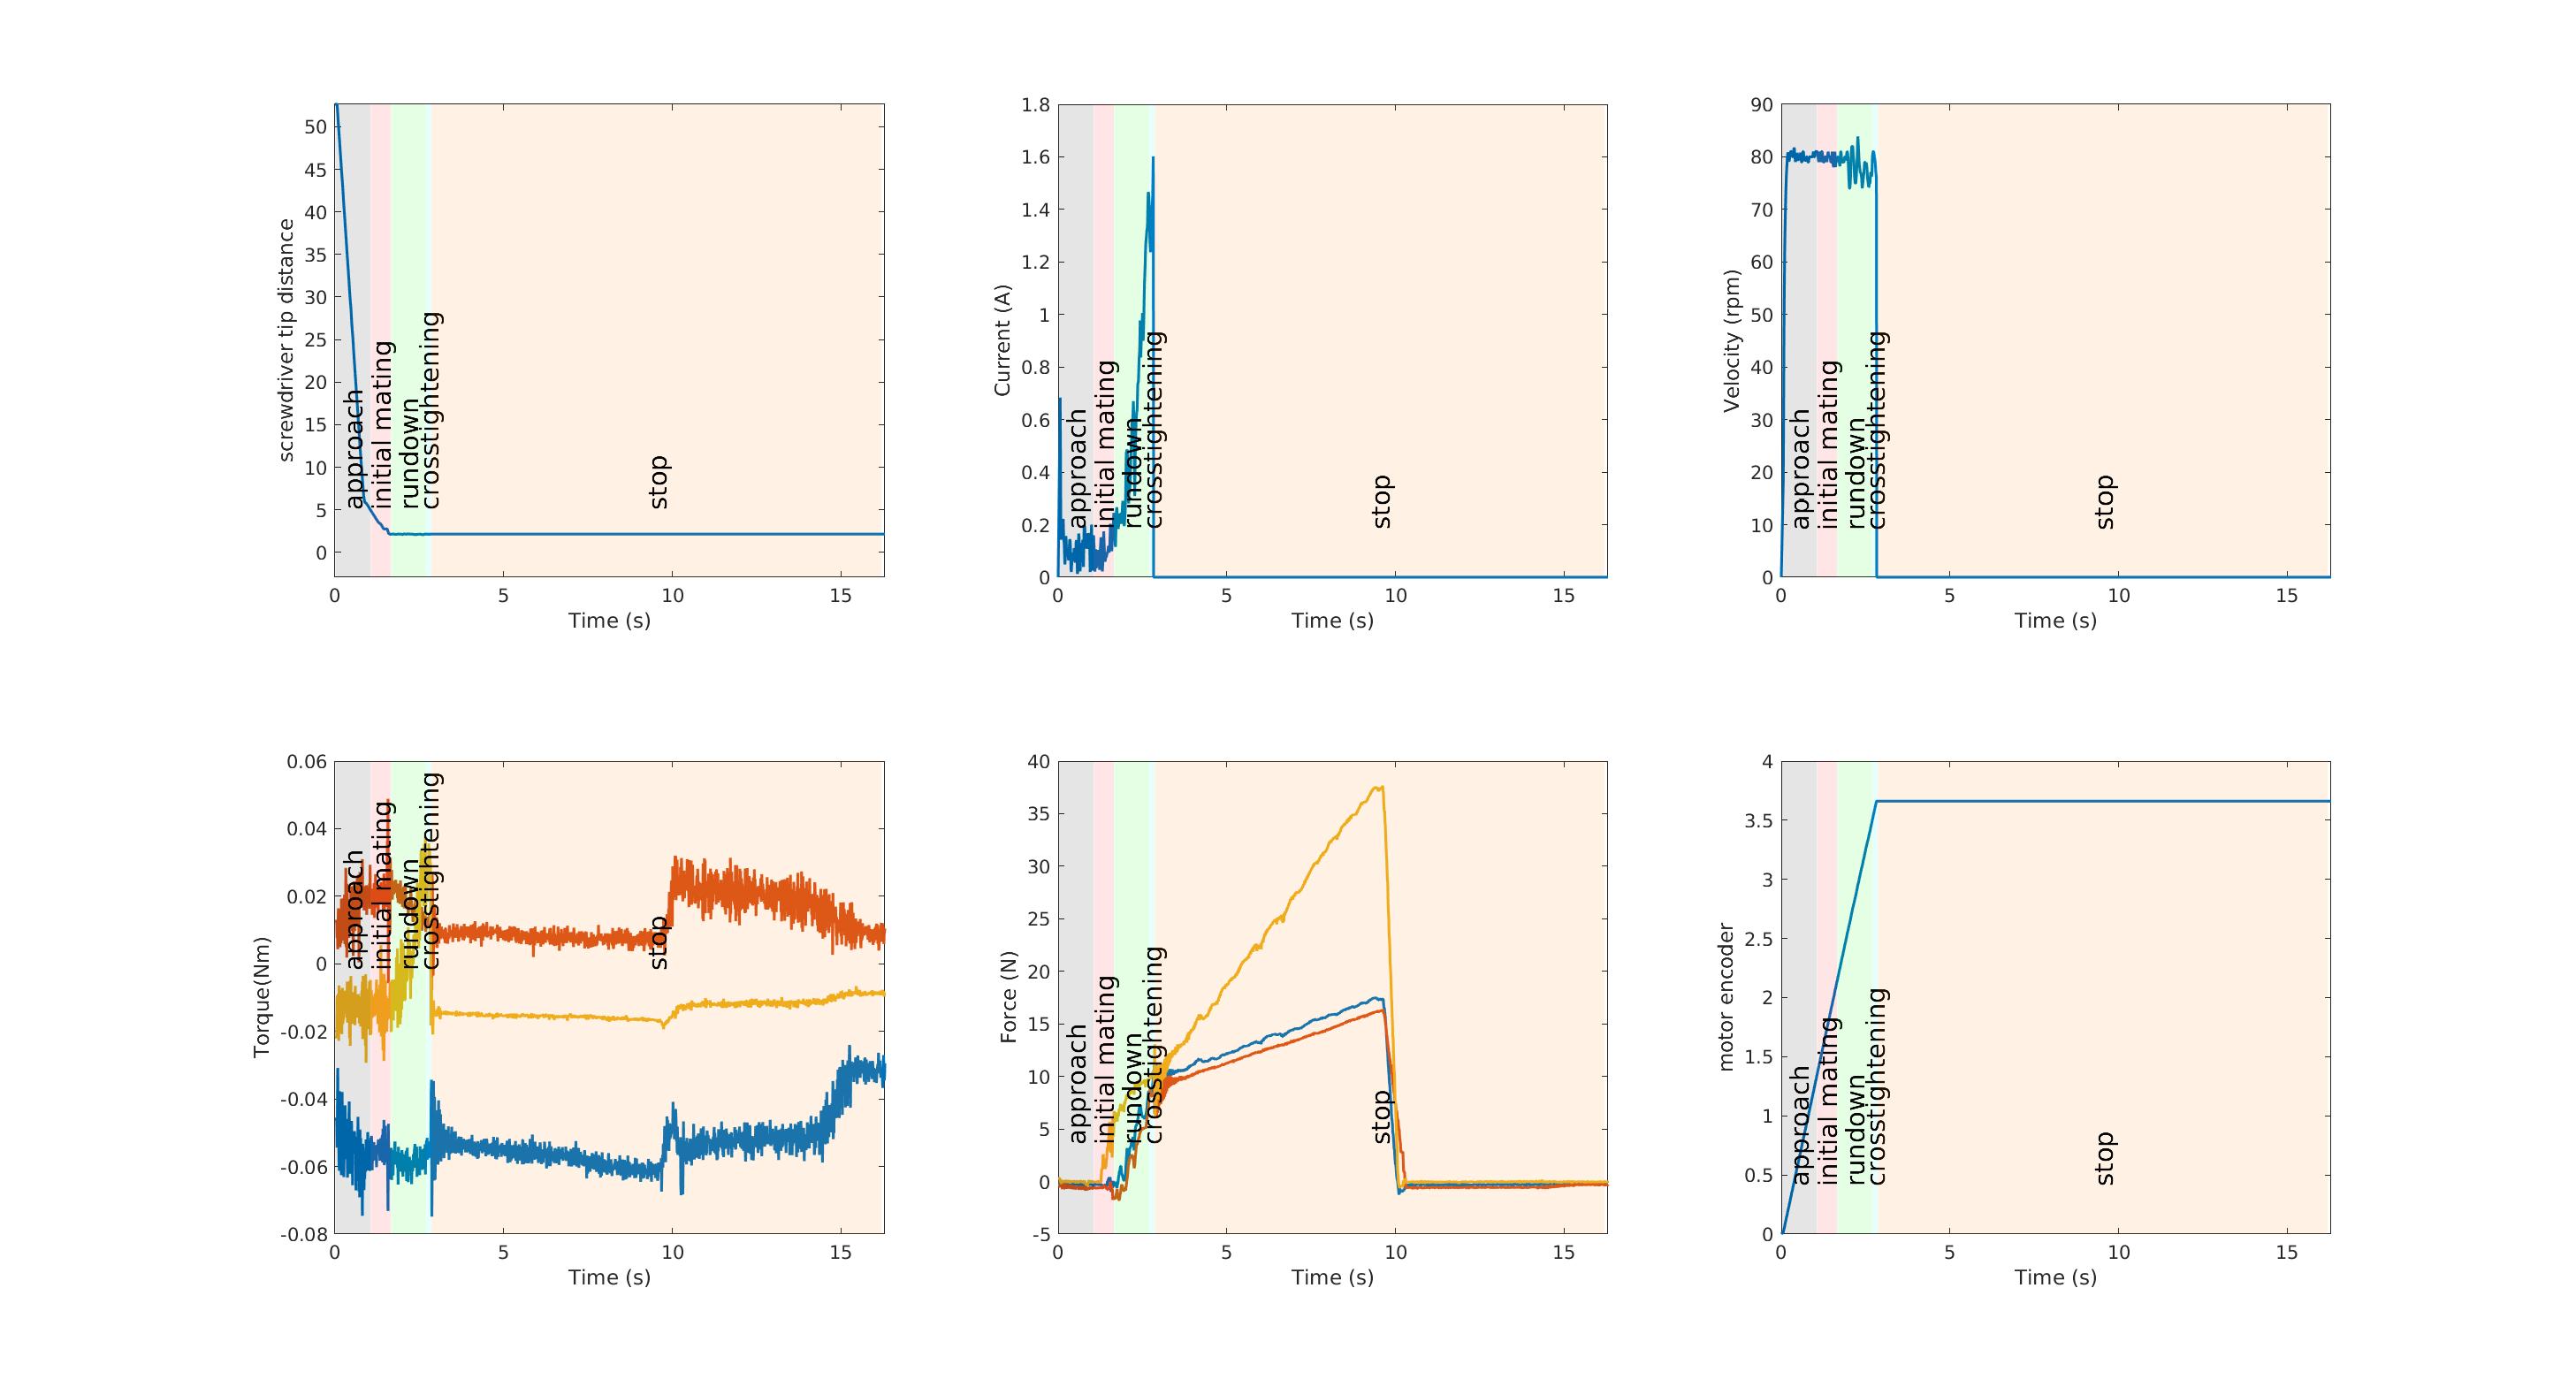 50
45
40
35
30
25
20
15
10
5
0
screwdriver tip distance
approach
initial mating
rundown
crosstightening
stop
0 5 10 15
Time (s)
1.8
1.6
1.4
1.2
1
0.8
0.6
0.4
0.2
0
Current (A)
approach
initial mating
rundown
crosstightening
stop
0 5 10 15
Time (s)
90
80
70
60
50
40
30
20
10
0
Velocity (rpm)
approach
initial mating
rundown
crosstightening
stop
0 5 10 15
Time (s)
0.06
0.04
0.02
0
-0.02
-0.04
-0.06
-0.08
Torque(Nm)
approach
initial mating
rundown
crosstightening
stop
0 5 10 15
Time (s)
40
35
30
25
20
15
10
5
0
-5
Force (N)
approach
initial mating
rundown
crosstightening
stop
0 5 10 15
Time (s)
4
3.5
3
2.5
2
1.5
1
0.5
0
motor encoder
approach
initial mating
rundown
crosstightening
stop
0 5 10 15
Time (s)